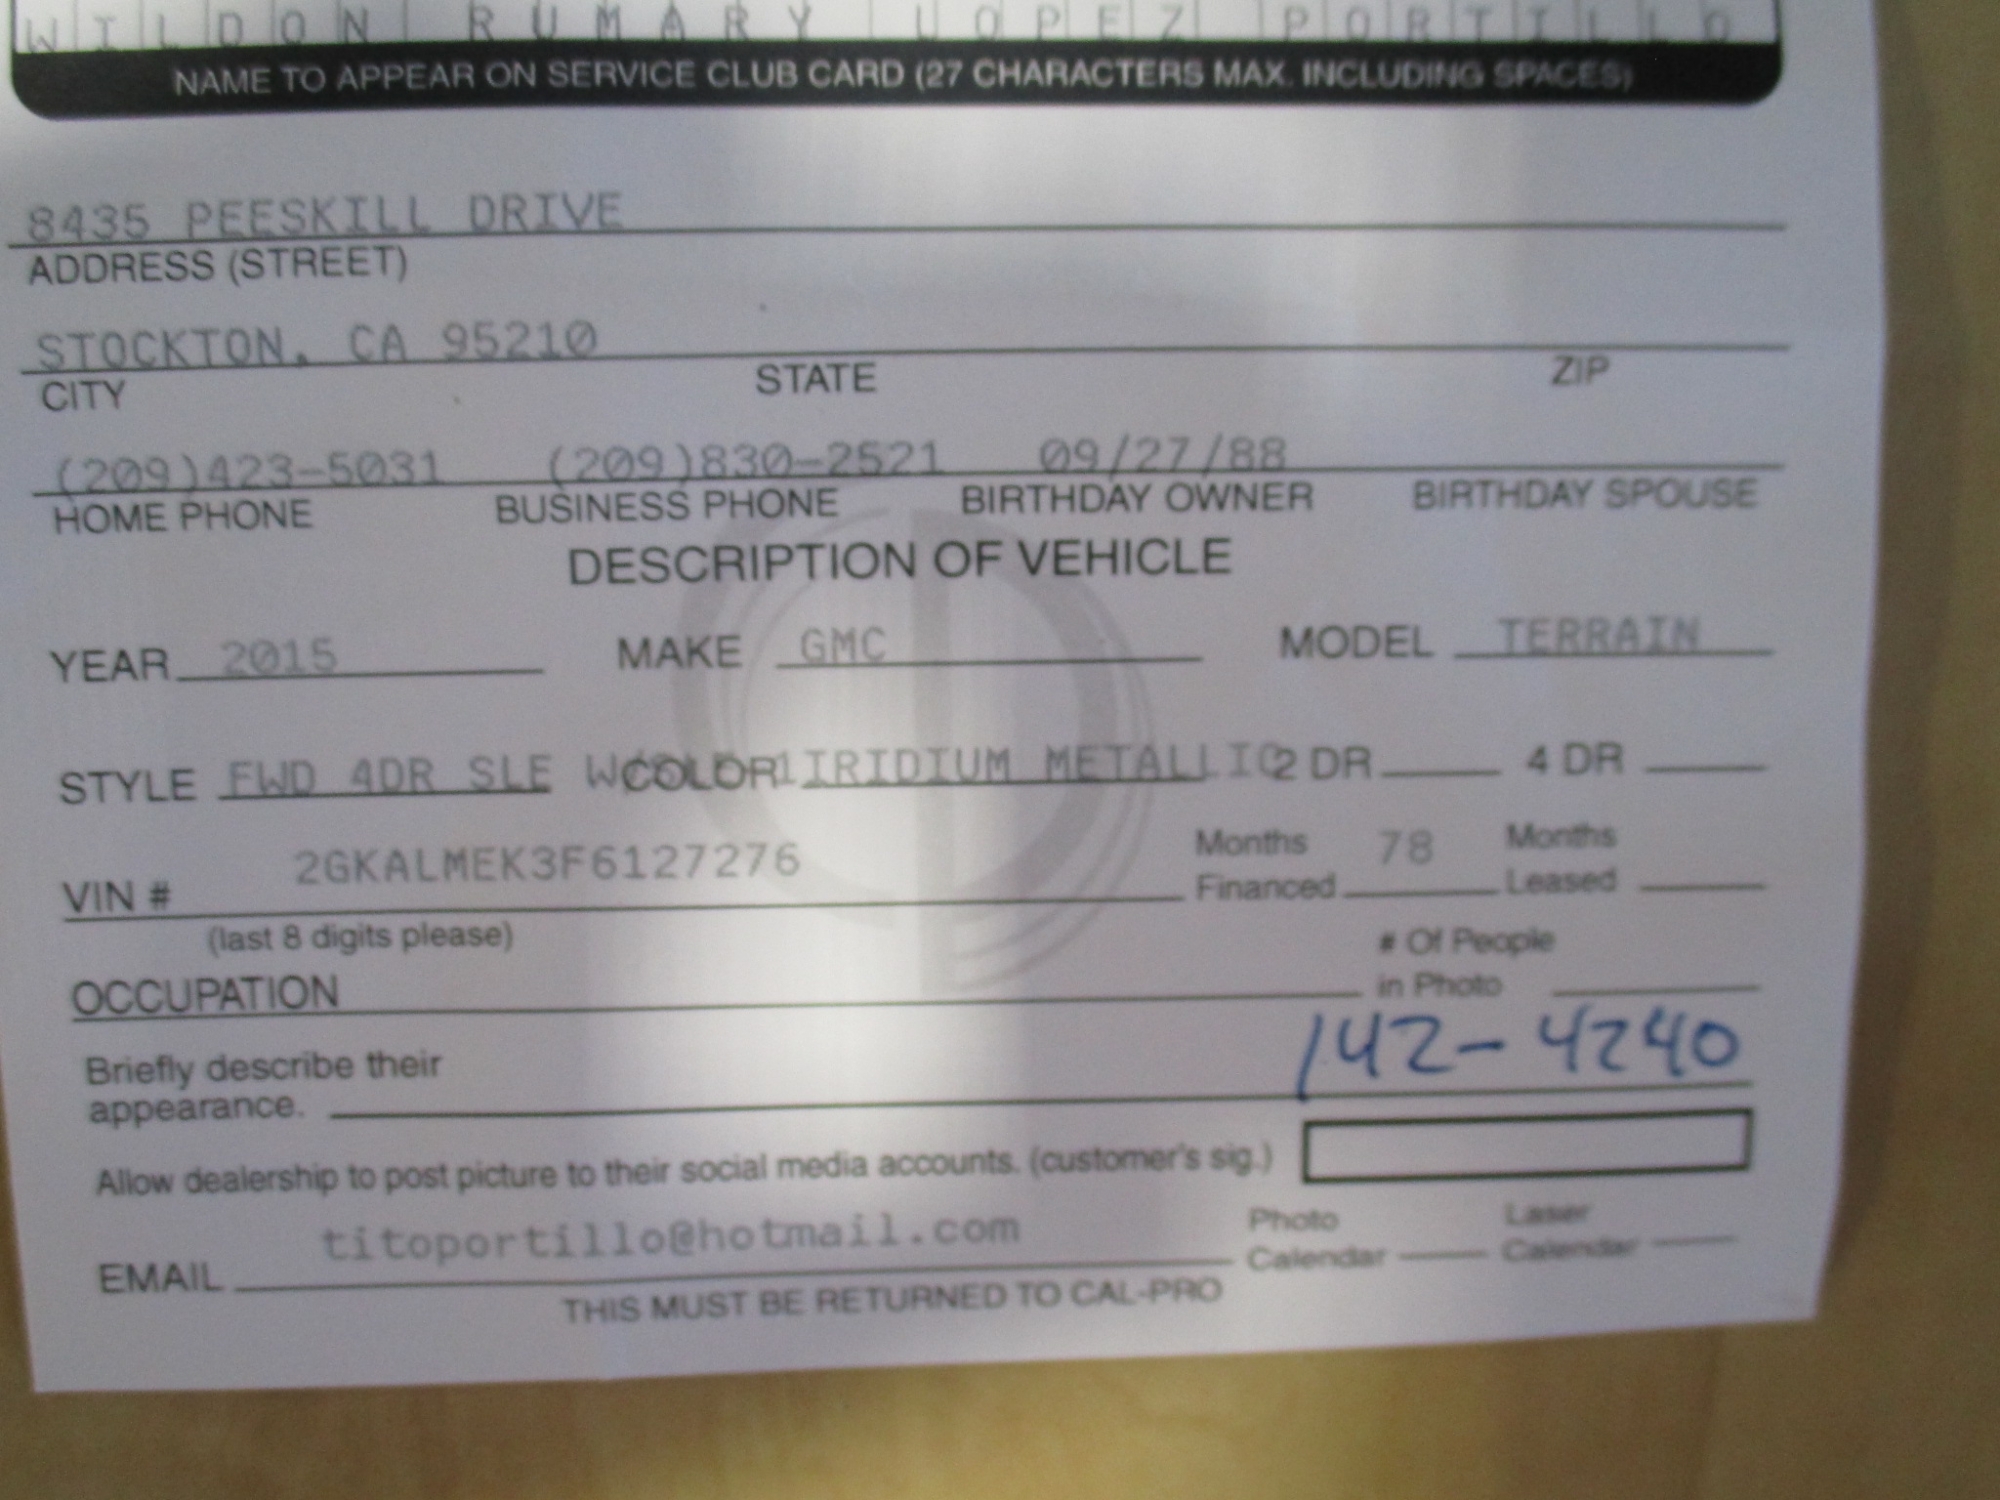 WILDON RUMARY LOPEZ PORTILLO
NAME TO APPEAR ON SERVICE CLUB CARD (27 CHARACTERS MAX. INCLUDING SPACES)
8435 PEESKILL DRIVE
ADDRESS (STREET)
STOCKTON, CA 95210
CITY STATE ZIP
(209)423-5031 (209)830-2521 09/27/88
HOME PHONE BUSINESS PHONE BIRTHDAY OWNER BIRTHDAY SPOUSE
DESCRIPTION OF VEHICLE
YEAR 2015 MAKE GMC MODEL TERRAIN
STYLE FWD 4DR SLE COLOR IRIDIUM METALLIC 2 DR 4 DR
VIN # 2GKALMEK3F6127276 Months Financed 78 Months Leased
(last 8 digits please)
OCCUPATION # Of People in Photo
142-4240
Briefly describe their
appearance.
Allow dealership to post picture to their social media accounts. (customer's sig.)
EMAIL titoportillo@hotmail.com Photo Calendar Laser Calendar
THIS MUST BE RETURNED TO CAL-PRO